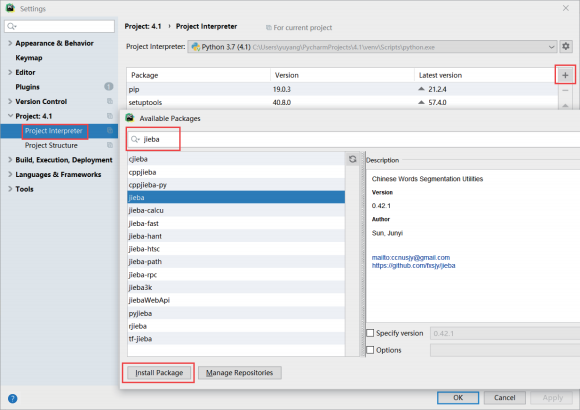 Settings
Project: 4.1 › Project Interpreter
For current project
Appearance & Behavior
Keymap
Editor
Plugins
1
Version Control
Project: 4.1
Project Interpreter
Project Structure
Build, Execution, Deployment
Languages & Frameworks
Tools
Project Interpreter: Python 3.7 (4.1) C:\Users\yuyang\PycharmProjects\4.1\venv\Scripts\python.exe
Package Version Latest version
pip 19.0.3 21.2.4
setuptools 40.8.0 57.4.0
Available Packages
jieba
cjieba
cppjieba
cppjieba-py
jieba
jieba-calcu
jieba-fast
jieba-hant
jieba-htsc
jieba-path
jieba-rpc
jieba3k
jiebaWebApi
pyjieba
rjieba
tf-jieba
Description
Chinese Words Segmentation Utilities
Version
0.42.1
Author
Sun, Junyi
mailto:ccnusjy@gmail.com
https://github.com/fxsjy/jieba
Specify version 0.42.1
Options
Install Package Manage Repositories
? OK Cancel Apply